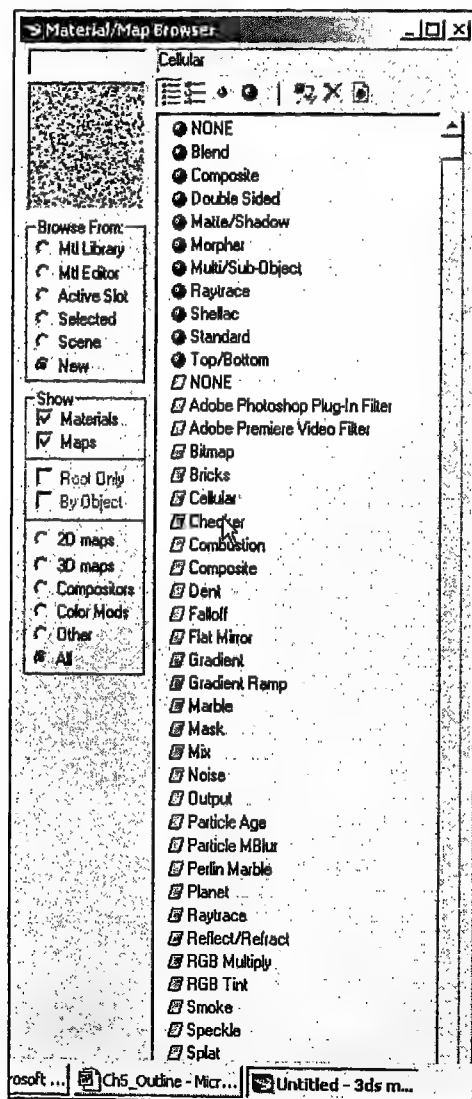 Material/Map Browser
Cellular
Browse From:
Mtl Library
Mtl Editor
Active Slot
Selected
Scene
New
Show
Materials
Maps
Root Only
By Object
2D maps
3D maps
Compositors
Color Mods
Other
All
NONE
Blend
Composite
Double Sided
Matte/Shadow
Morpher
Multi/Sub-Object
Raytrace
Shellac
Standard
Top/Bottom
NONE
Adobe Photoshop Plug-In Filter
Adobe Premiere Video Filter
Bitmap
Bricks
Cellular
Checker
Combustion
Composite
Dent
Falloff
Flat Mirror
Gradient
Gradient Ramp
Marble
Mask
Mix
Noise
Output
Particle Age
Particle MBlur
Perlin Marble
Planet
Raytrace
Reflect/Refract
RGB Multiply
RGB Tint
Smoke
Speckle
Splat
rosoft ... Ch5_Outline - Micr... Untitled - 3ds m...